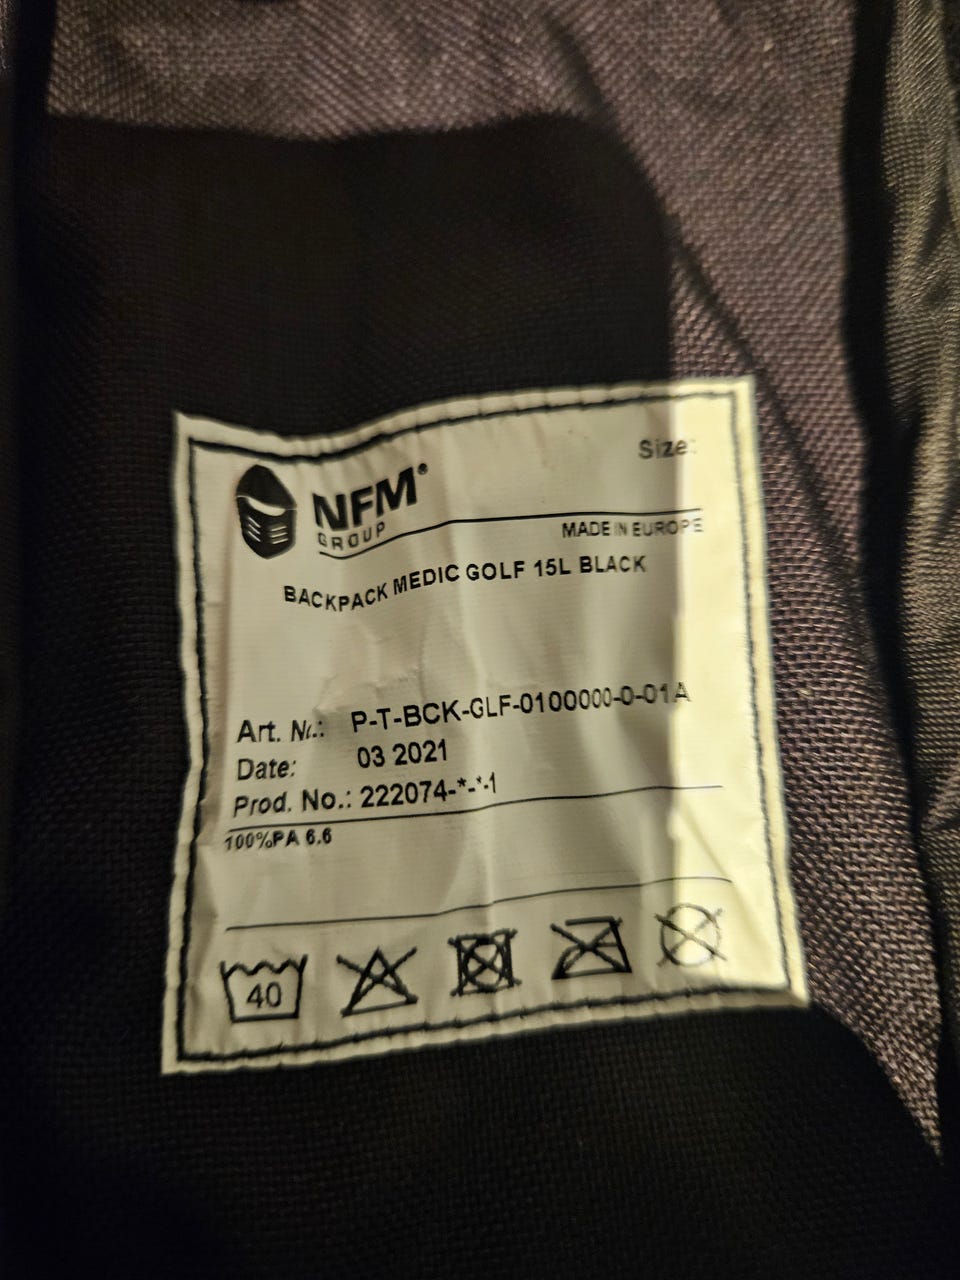 Size:
NFM®
GROUP
MADE IN EUROPE
BACKPACK MEDIC GOLF 15L BLACK
Art. Nr.: P-T-BCK-GLF-0100000-0-01A
Date: 03 2021
Prod. No.: 222074-*-*-1
100%PA 6.6
40